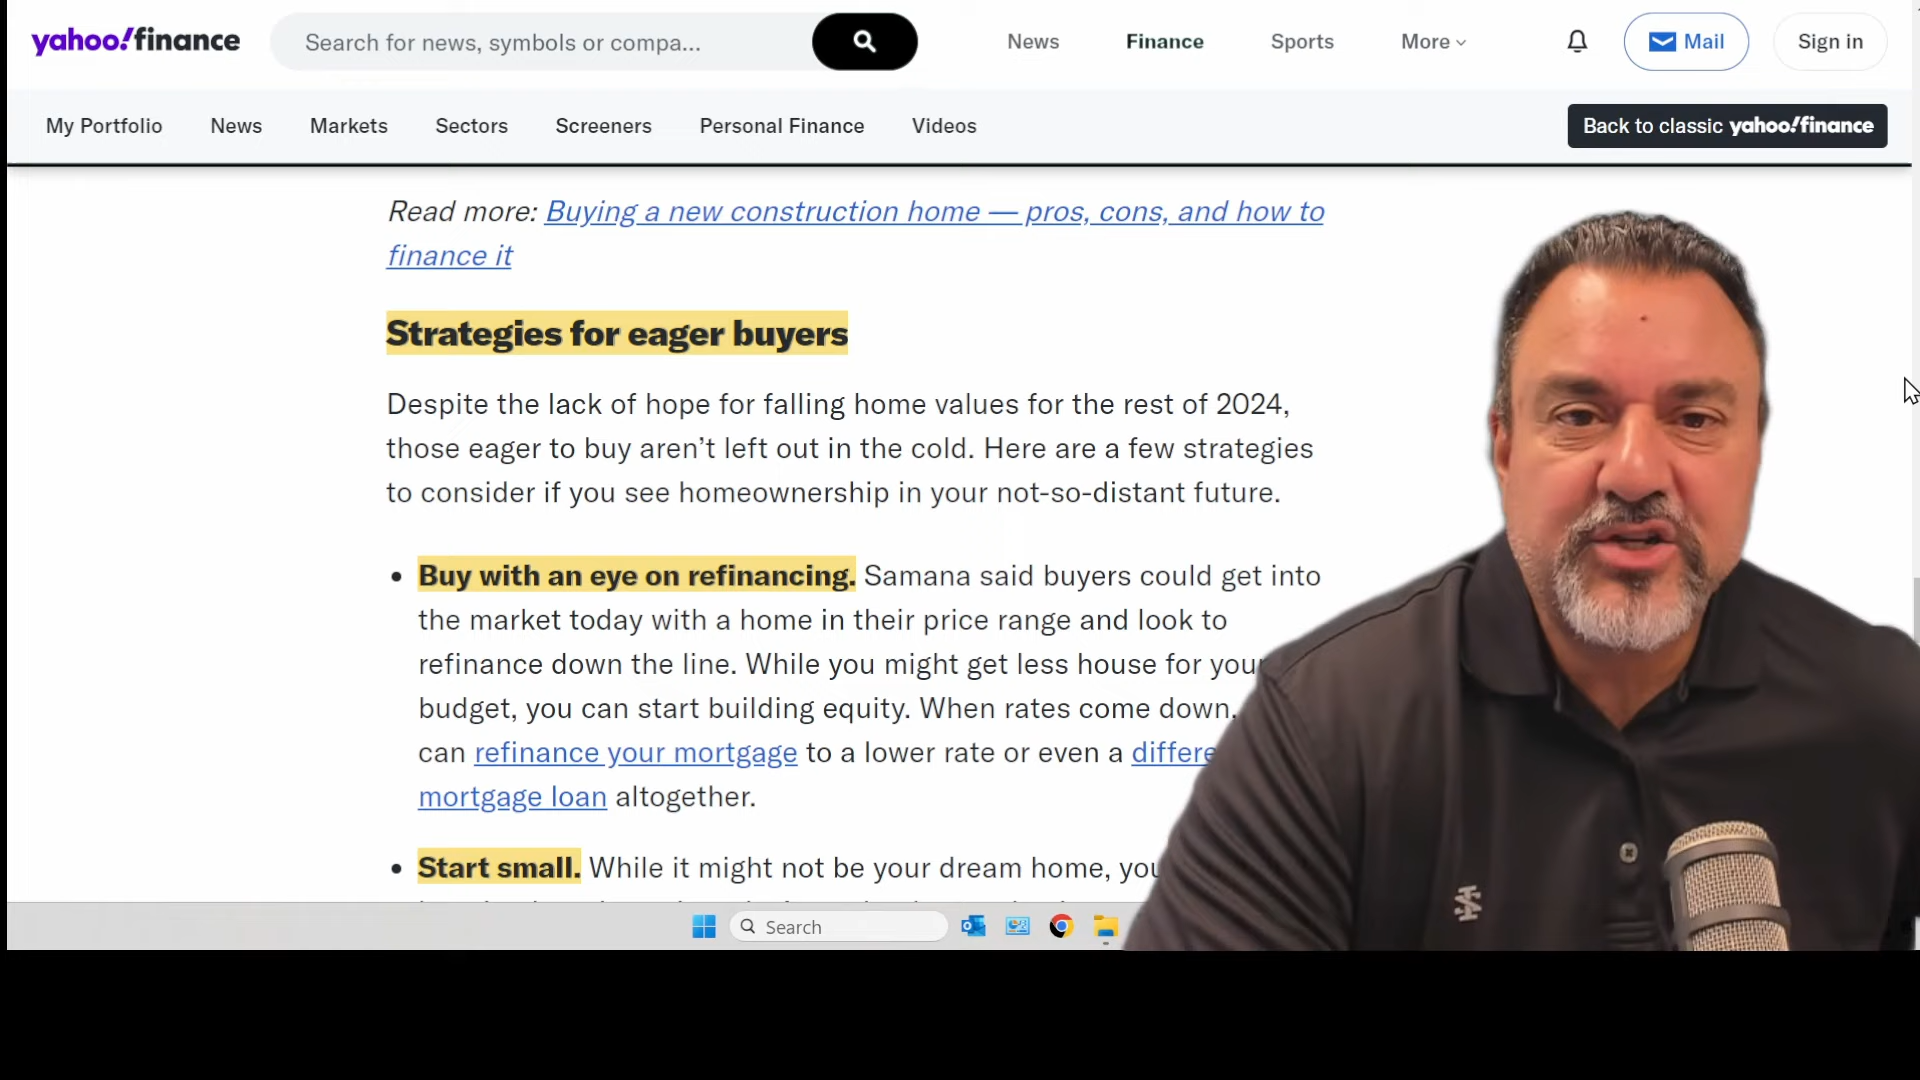 yahoo!finance
Search for news, symbols or compa...
News
Finance
Sports
More
Mail
Sign in
My Portfolio
News
Markets
Sectors
Screeners
Personal Finance
Videos
Back to classic yahoo!finance
Read more: Buying a new construction home — pros, cons, and how to
finance it
Strategies for eager buyers
Despite the lack of hope for falling home values for the rest of 2024,
those eager to buy aren’t left out in the cold. Here are a few strategies
to consider if you see homeownership in your not-so-distant future.
• Buy with an eye on refinancing. Samana said buyers could get into
the market today with a home in their price range and look to
refinance down the line. While you might get less house for your
budget, you can start building equity. When rates come down,
can refinance your mortgage to a lower rate or even a
mortgage loan altogether.
• Start small. While it might not be your dream home,
Search